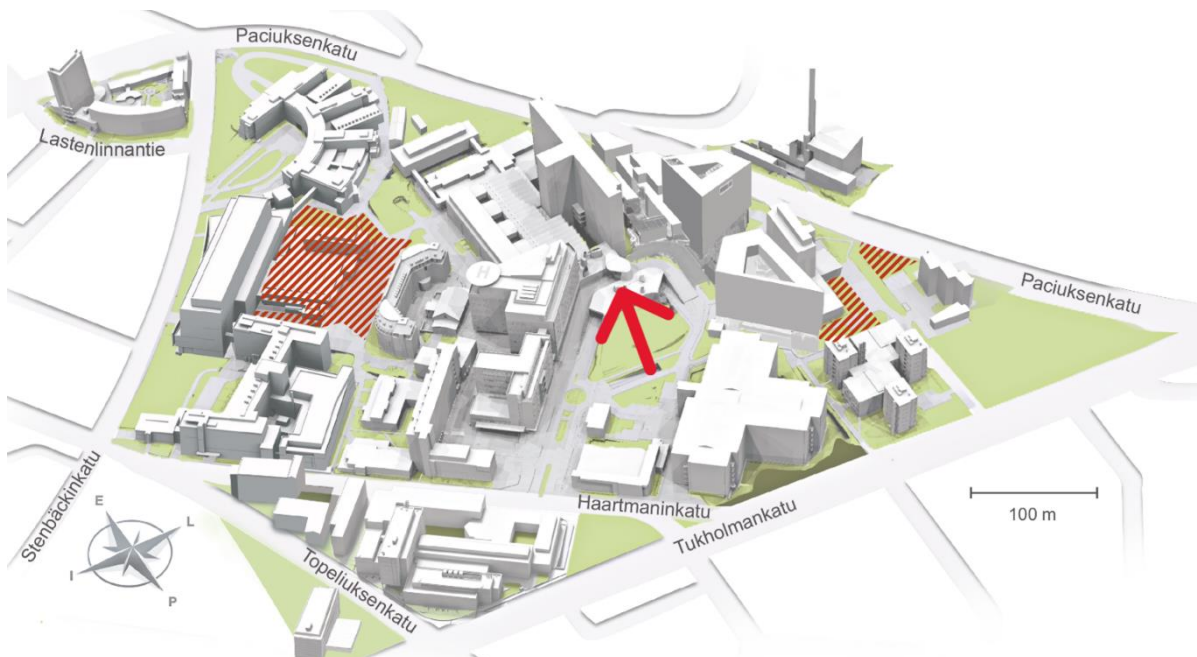 Paciuksenkatu
Lastenlinnantie
H
Paciuksenkatu
Stenbäckinkatu
Haartmaninkatu
100 m
Tukholmankatu
Topeliuksenkatu
E
L
I
P